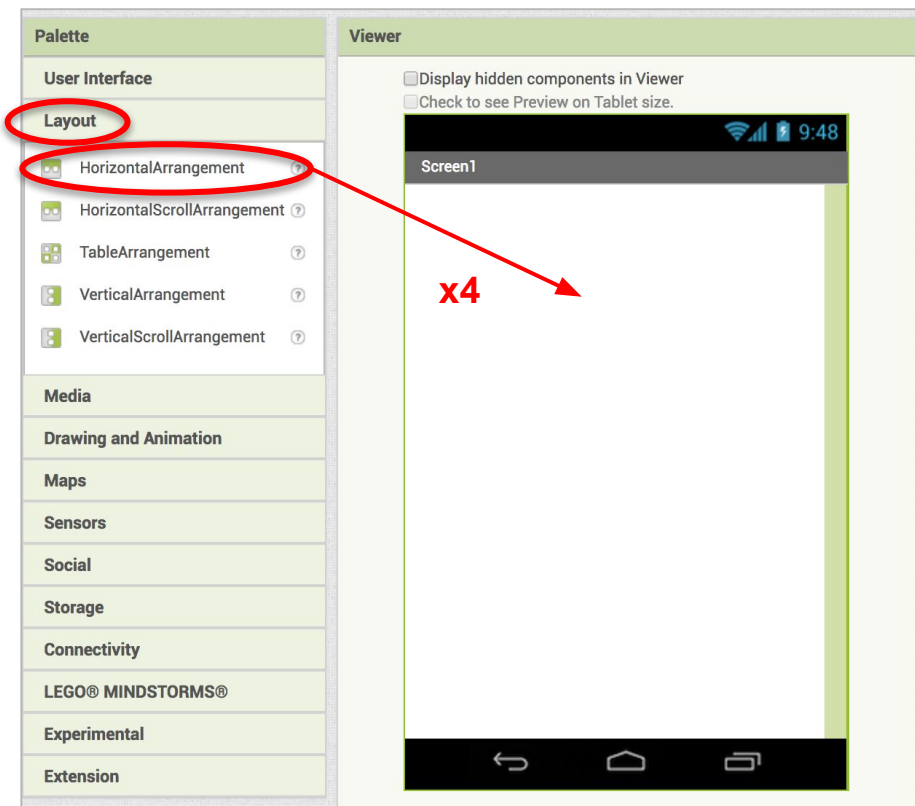 Palette
User Interface
Layout
HorizontalArrangement ?
HorizontalScrollArrangement ?
TableArrangement ?
VerticalArrangement ?
VerticalScrollArrangement ?
Media
Drawing and Animation
Maps
Sensors
Social
Storage
Connectivity
LEGO® MINDSTORMS®
Experimental
Extension
Viewer
Display hidden components in Viewer
Check to see Preview on Tablet size.
9:48
Screen1
x4